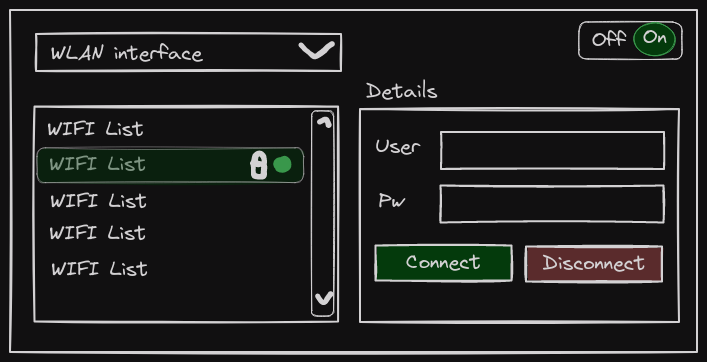 WLAN interface
Off On
Details
WIFI List
WIFI List
WIFI List
WIFI List
WIFI List
User
Pw
Connect
Disconnect